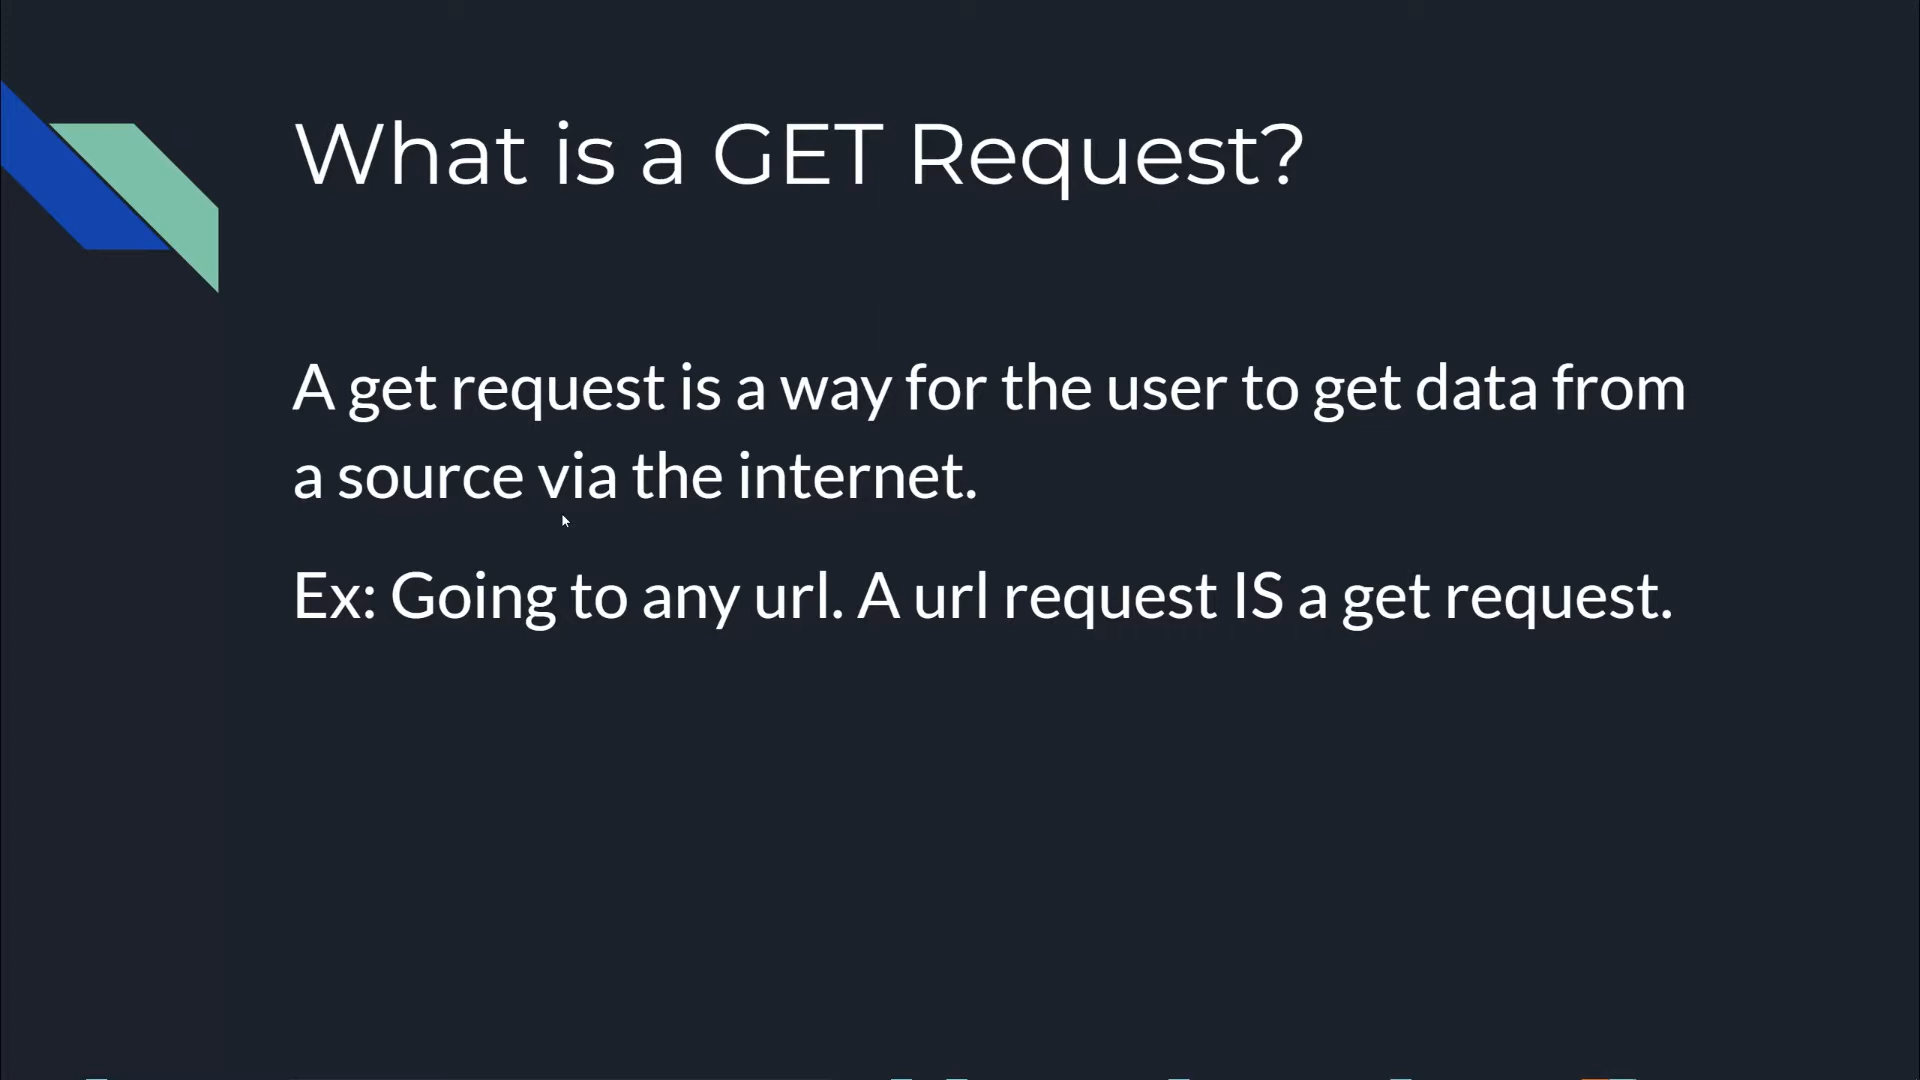 What is a GET Request?
A get request is a way for the user to get data from
a source via the internet.
Ex: Going to any url. A url request IS a get request.